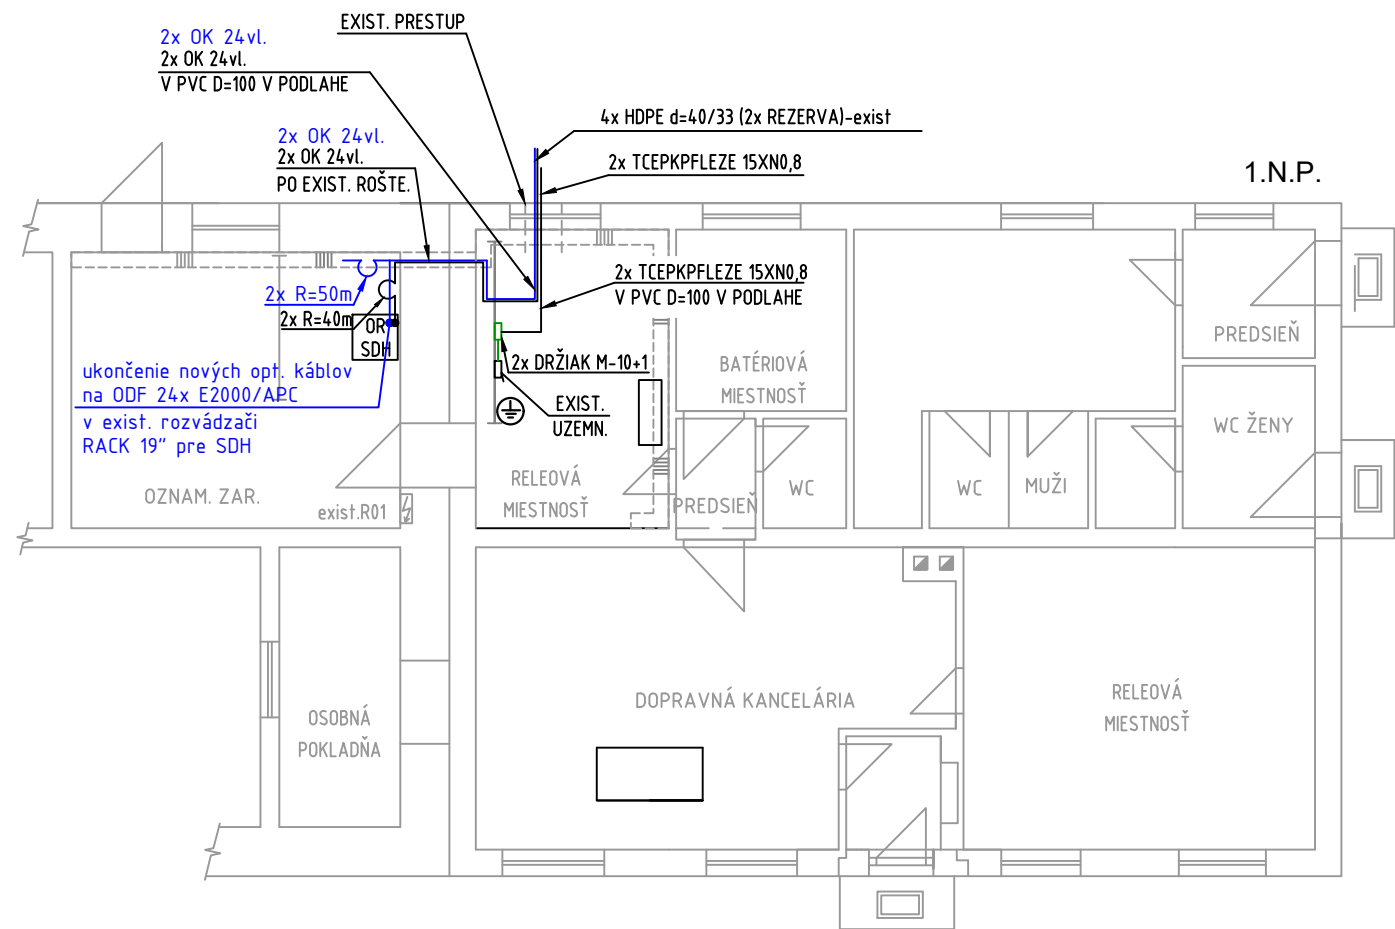 EXIST. PRESTUP
2x OK 24vl.
2x OK 24vl.
V PVC D=100 V PODLAHE
4x HDPE d=40/33 (2x REZERVA)-exist
2x OK 24vl.
2x OK 24vl.
PO EXIST. ROŠTE.
2x TCEPKPFLEZE 15XN0,8
1.N.P.
2x TCEPKPFLEZE 15XN0,8
V PVC D=100 V PODLAHE
2x R=50m
2x R=40m
OR
SDH
2x DRŽIAK M-10+1
ukončenie nových opt. káblov
na ODF 24x E2000/APC
v exist. rozvádzači
RACK 19" pre SDH
EXIST.
UZEMN.
BATÉRIOVÁ
MIESTNOSŤ
PREDSIEŇ
WC ŽENY
OZNAM. ZAR.
exist.R01
RELEOVÁ
MIESTNOSŤ
PREDSIEŇ
WC
WC
MUŽI
OSOBNÁ
POKLADŇA
DOPRAVNÁ KANCELÁRIA
RELEOVÁ
MIESTNOSŤ